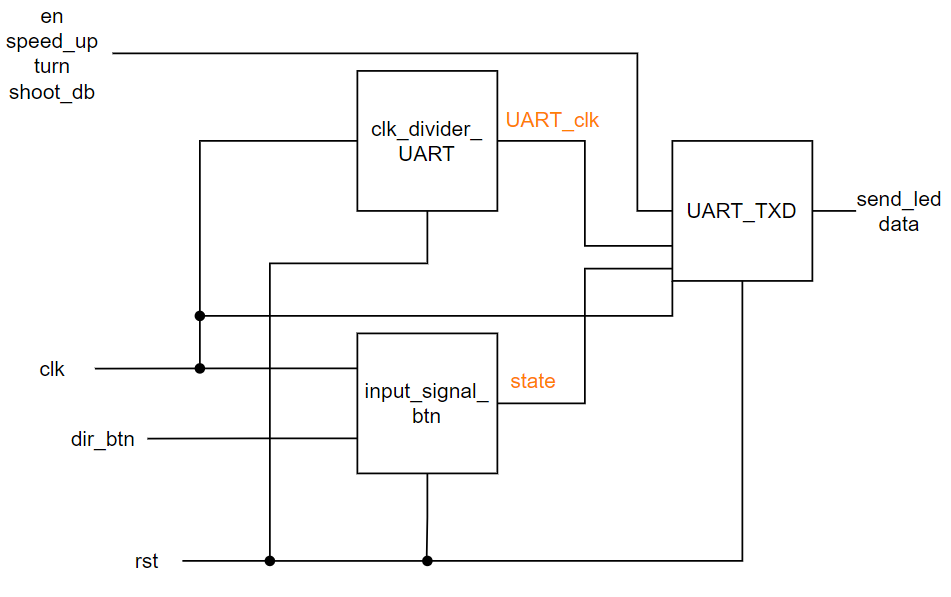 en
speed_up
turn
shoot_db
clk_divider_
UART
UART_clk
UART_TXD
send_led
data
clk
input_signal_
btn
state
dir_btn
rst